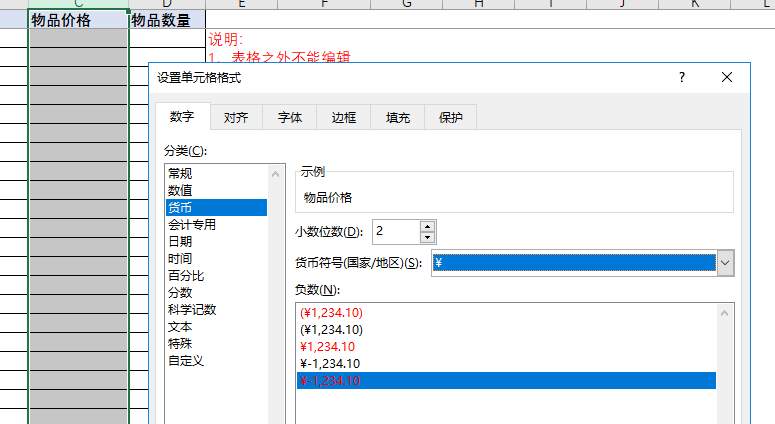 C D E F G H I J K L
物品价格 物品数量
说明:
1、表格之外不能编辑
设置单元格格式 ? ×
数字 对齐 字体 边框 填充 保护
分类(C):
常规
数值
货币
会计专用
日期
时间
百分比
分数
科学记数
文本
特殊
自定义
示例
物品价格
小数位数(D): 2
货币符号(国家/地区)(S): ¥
负数(N):
(¥1,234.10)
(¥1,234.10)
¥1,234.10
¥-1,234.10
¥-1,234.10